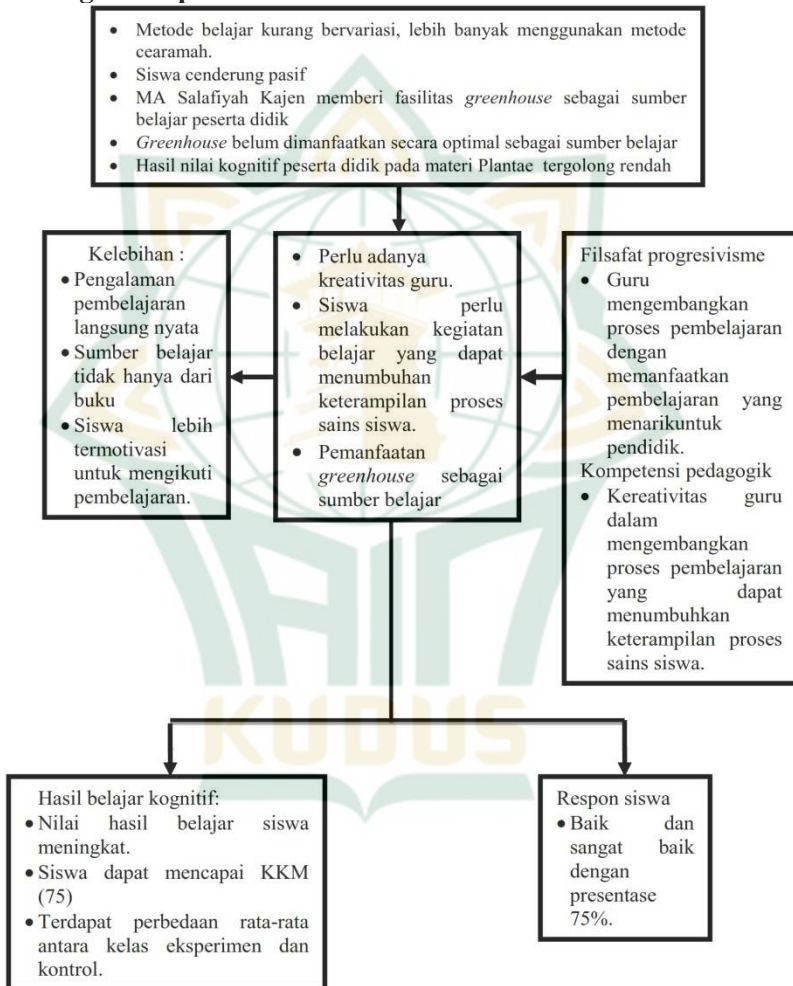 • Metode belajar kurang bervariasi, lebih banyak menggunakan metode
cearamah.
• Siswa cenderung pasif
• MA Salafiyah Kajen memberi fasilitas greenhouse sebagai sumber
belajar peserta didik
• Greenhouse belum dimanfaatkan secara optimal sebagai sumber belajar
• Hasil nilai kognitif peserta didik pada materi Plantae tergolong rendah
Kelebihan :
• Pengalaman
pembelajaran
langsung nyata
• Sumber belajar
tidak hanya dari
buku
• Siswa lebih
termotivasi
untuk mengikuti
pembelajaran.
• Perlu adanya
kreativitas guru.
• Siswa perlu
melakukan kegiatan
belajar yang dapat
menumbuhan
keterampilan proses
sains siswa.
• Pemanfaatan
greenhouse sebagai
sumber belajar
Filsafat progresivisme
• Guru
mengembangkan
proses pembelajaran
dengan
memanfaatkan
pembelajaran yang
menarikuntuk
pendidik.
Kompetensi pedagogik
• Kereativitas guru
dalam
mengembangkan
proses pembelajaran
yang dapat
menumbuhkan
keterampilan proses
sains siswa.
KUDUS
Hasil belajar kognitif:
• Nilai hasil belajar siswa
meningkat.
• Siswa dapat mencapai KKM
(75)
• Terdapat perbedaan rata-rata
antara kelas eksperimen dan
kontrol.
Respon siswa
• Baik dan
sangat baik
dengan
presentase
75%.